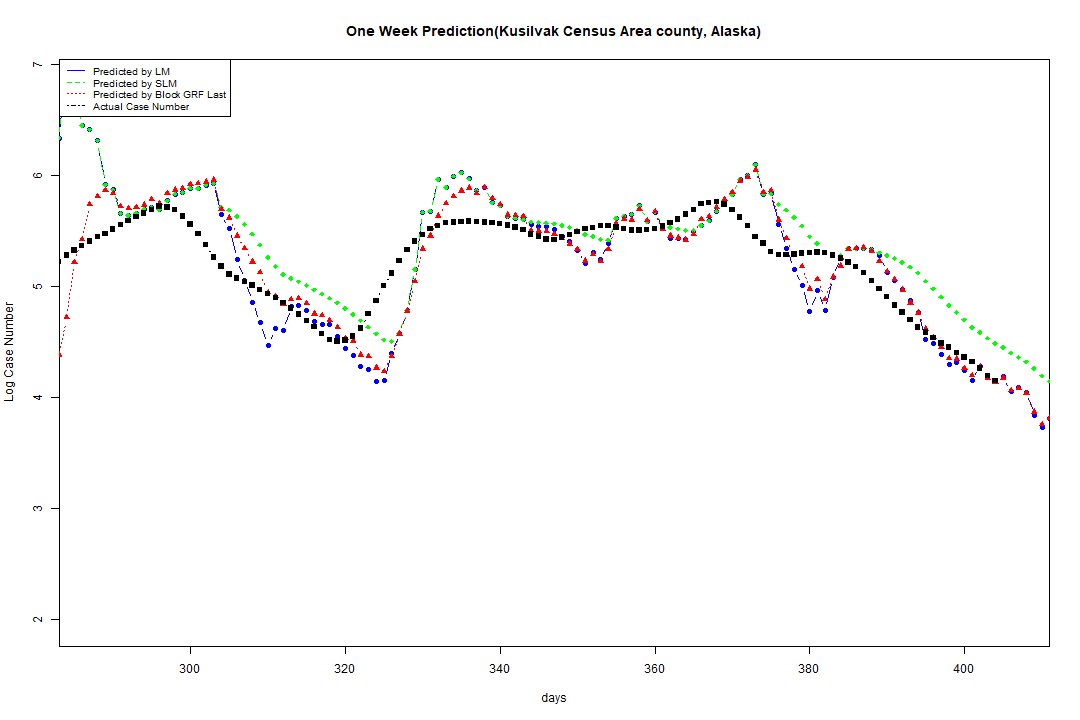 One Week Prediction(Kusilvak Census Area county, Alaska)
Predicted by LM
Predicted by SLM
Predicted by Block GRF Last
Actual Case Number
7
6
5
4
3
2
Log Case Number
300
320
340
360
380
400
days